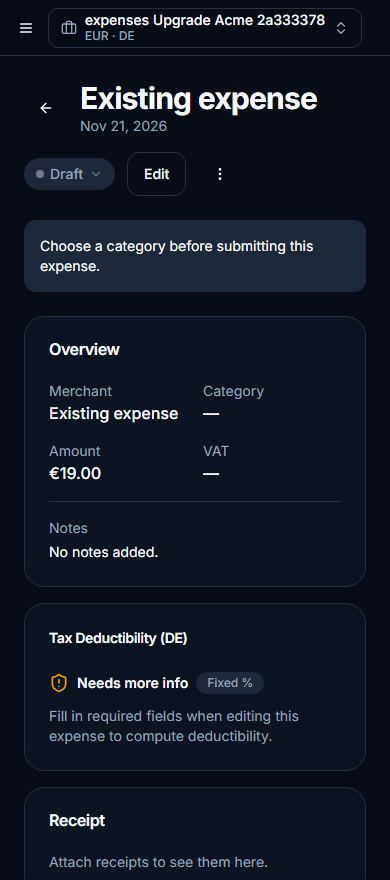 expenses Upgrade Acme 2a333378
EUR · DE
Existing expense
Nov 21, 2026
Draft
Edit
Choose a category before submitting this
expense.
Overview
Merchant
Category
Existing expense
—
Amount
VAT
€19.00
—
Notes
No notes added.
Tax Deductibility (DE)
Needs more info
Fixed %
Fill in required fields when editing this
expense to compute deductibility.
Receipt
Attach receipts to see them here.